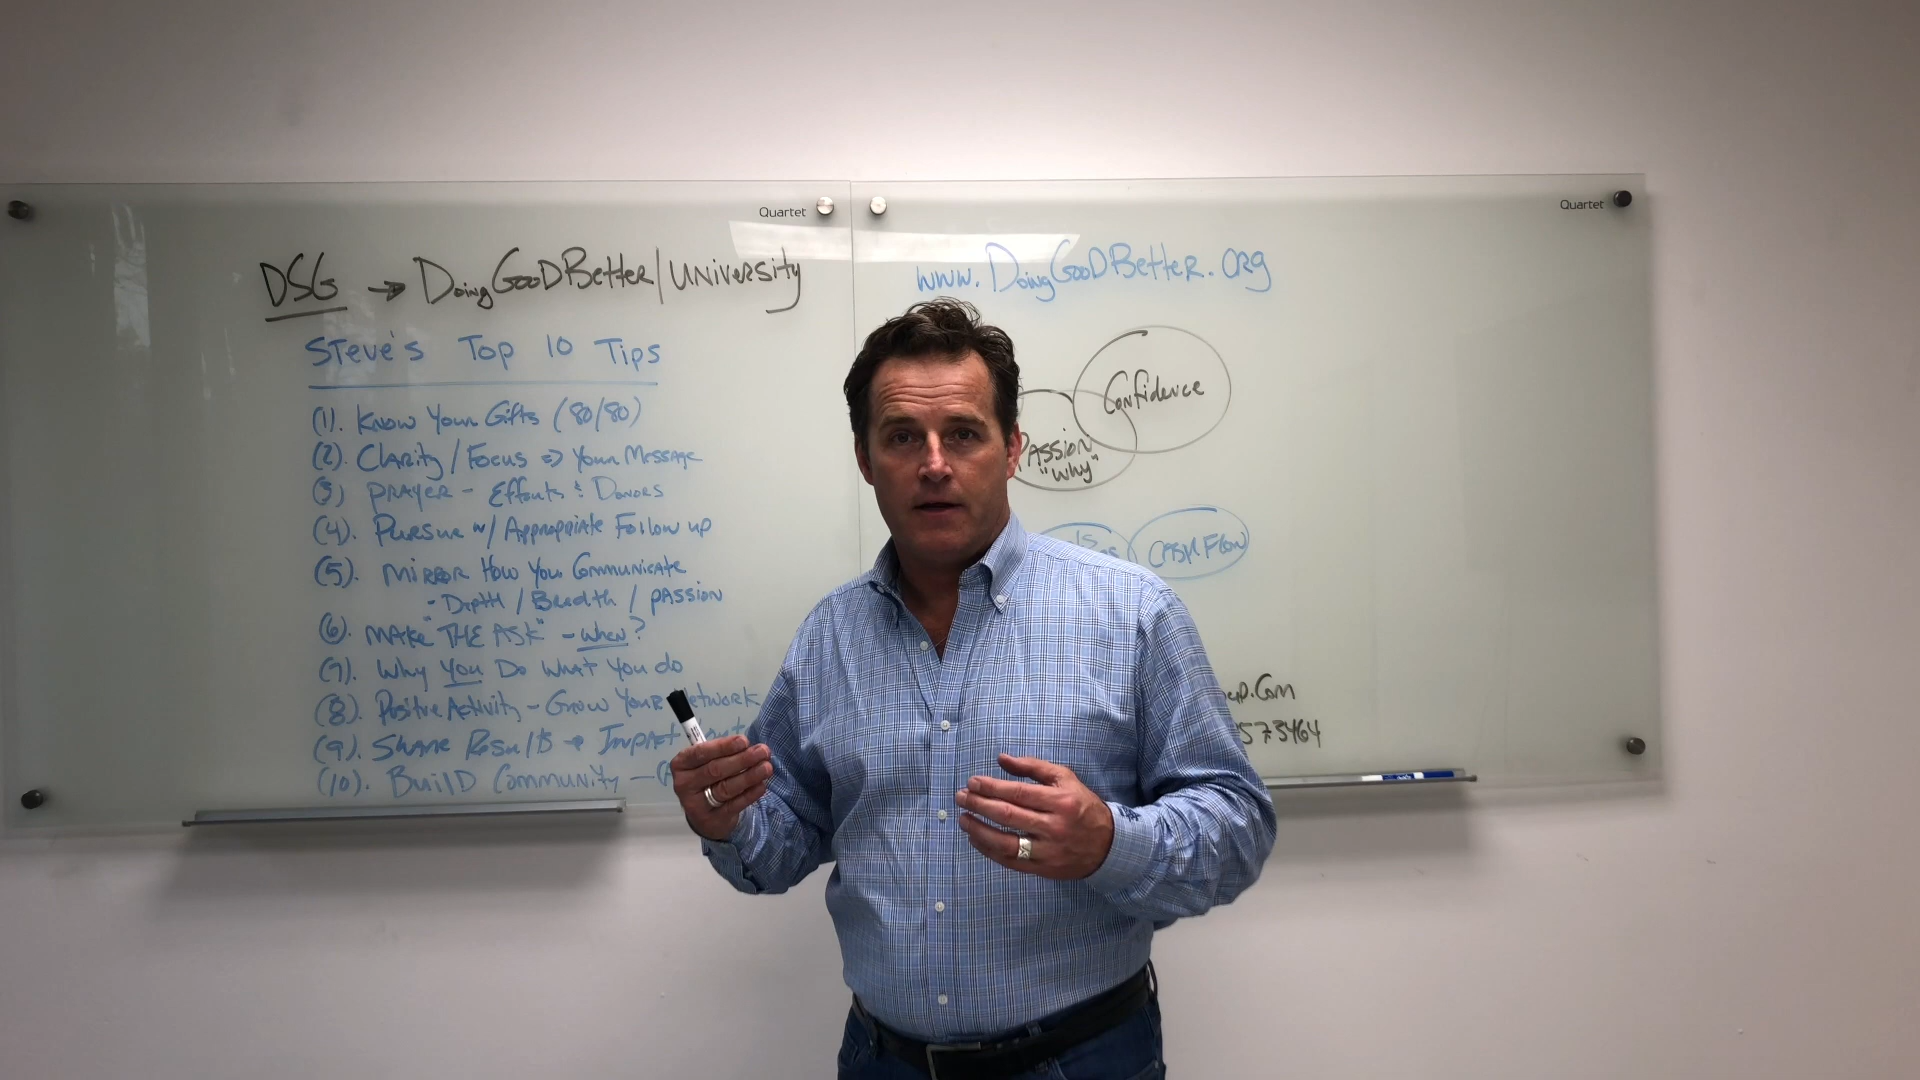 Quartet
DSG → DoingGooDBetter/University
Steve's Top 10 Tips
(1). Know Your Gifts (80/80)
(2). Clarity / Focus => Your Message
(3) Prayer - Efforts & Donors
(4). Pursue w/ Appropriate Follow up
(5). Mirror How You Communicate
- Depth / Breadth / passion
(6). Make "THE ASK" - when?
(7). Why You Do What You do
(8). Positive Activity - Grow Your Network
(9). Share Results → Impact
(10). Build Community -
Quartet
www.DoingGooDBetter.org
Confidence
Passion
"Why"
Cash Flow
.Com
573464